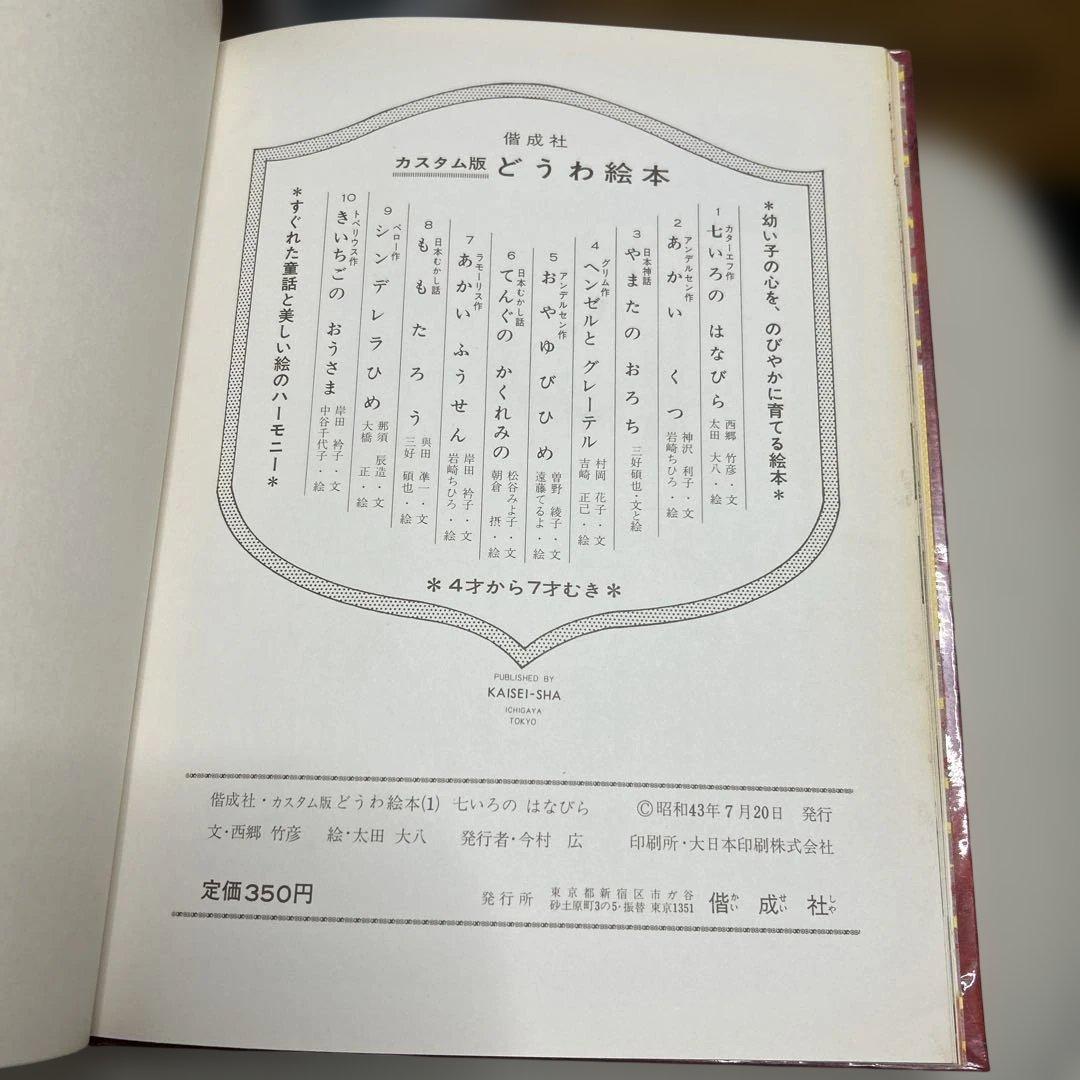 偕成社
カスタム版 どうわ絵本
＊幼い子の心を、のびやかに育てる絵本＊
1 カターエフ作 七いろの はなびら 西郷 竹彦・文 太田 大八・絵
2 アンデルセン作 あかい くつ 神沢 利子・文 岩崎ちひろ・絵
3 日本神話 やまたの おろち 三好碩也・文と絵
4 グリム作 ヘンゼルと グレーテル 村岡 花子・文 吉崎 正己・絵
5 アンデルセン作 おやゆびひめ 曽野 綾子・文 遠藤てるよ・絵
6 日本むかし話 てんぐの かくれみの 松谷みよ子・文 朝倉 摂・絵
7 ラモーリス作 あかい ふうせん 岸田 衿子・文 岩崎ちひろ・絵
8 日本むかし話 ももたろう 與田 凖一・文 三好 碩也・絵
9 ペロー作 シンデレラひめ 那須 辰造・文 大橋 正・絵
10 トペリウス作 きいちごの おうさま 岸田 衿子・文 中谷千代子・絵
＊すぐれた童話と美しい絵のハーモニー＊
＊4才から7才むき＊
PUBLISHED BY
KAISEI-SHA
ICHIGAYA
TOKYO
偕成社・カスタム版 どうわ絵本(1) 七いろの はなびら ©昭和43年7月20日 発行
文・西郷 竹彦 絵・太田 大八 発行者・今村 広 印刷所・大日本印刷株式会社
定価350円
発行所 東京都新宿区市ガ谷 砂土原町3の5・振替 東京1351 偕成社 かい せい しゃ